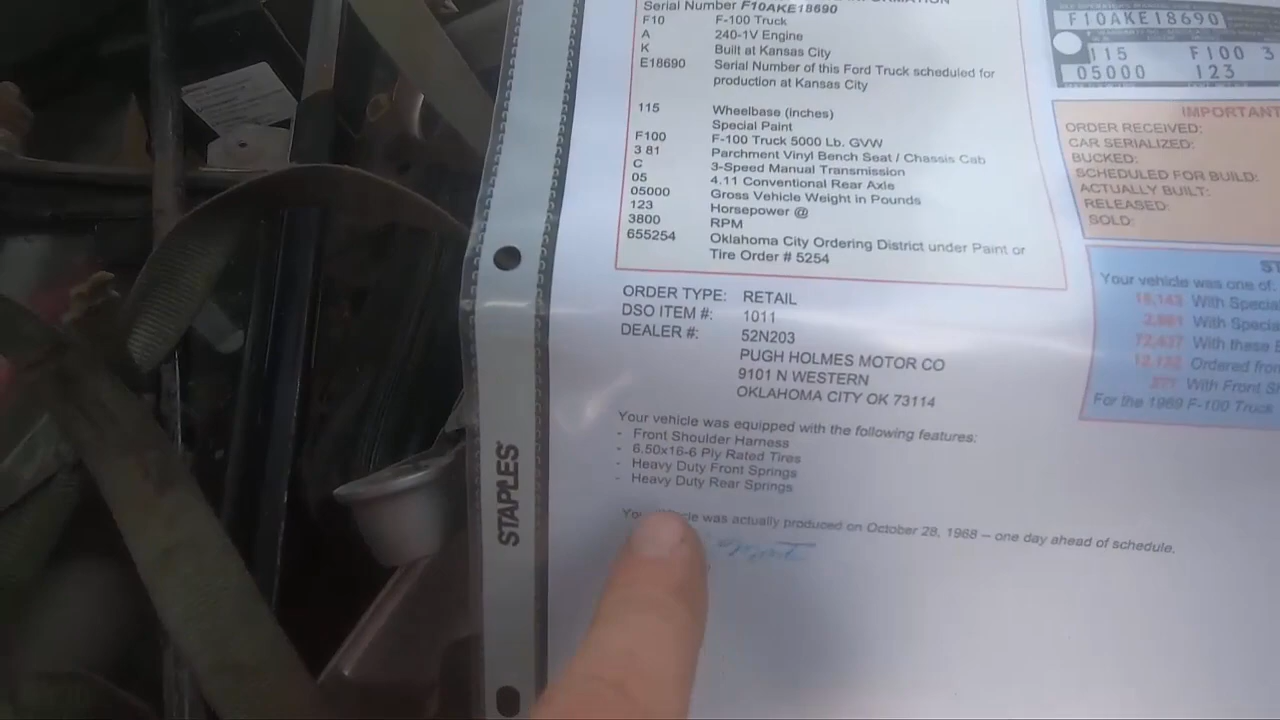 Serial Number F10AKE18690
F10 F-100 Truck
A 240-1V Engine
K Built at Kansas City
E18690 Serial Number of this Ford Truck scheduled for
production at Kansas City
115 Wheelbase (inches)
Special Paint
F100 F-100 Truck 5000 Lb. GVW
3 81 Parchment Vinyl Bench Seat / Chassis Cab
C 3-Speed Manual Transmission
05 4.11 Conventional Rear Axle
05000 Gross Vehicle Weight in Pounds
123 Horsepower @
3800 RPM
655254 Oklahoma City Ordering District under Paint or
Tire Order # 5254
ORDER TYPE: RETAIL
DSO ITEM #: 1011
DEALER #: 52N203
PUGH HOLMES MOTOR CO
9101 N WESTERN
OKLAHOMA CITY OK 73114
Your vehicle was equipped with the following features:
- Front Shoulder Harness
- 6.50x16-6 Ply Rated Tires
- Heavy Duty Front Springs
- Heavy Duty Rear Springs
was actually produced on October 28, 1968 – one day ahead of schedule.
STAPLES
F10AKE18690
115 F100 3
05000 123
IMPORTANT
ORDER RECEIVED:
CAR SERIALIZED:
BUCKED:
SCHEDULED FOR BUILD:
ACTUALLY BUILT:
RELEASED:
SOLD:
ST
Your vehicle was one of:
With Specia
With Specia
With these E
Ordered from
With Front S
For the 1969 F-100 Truck